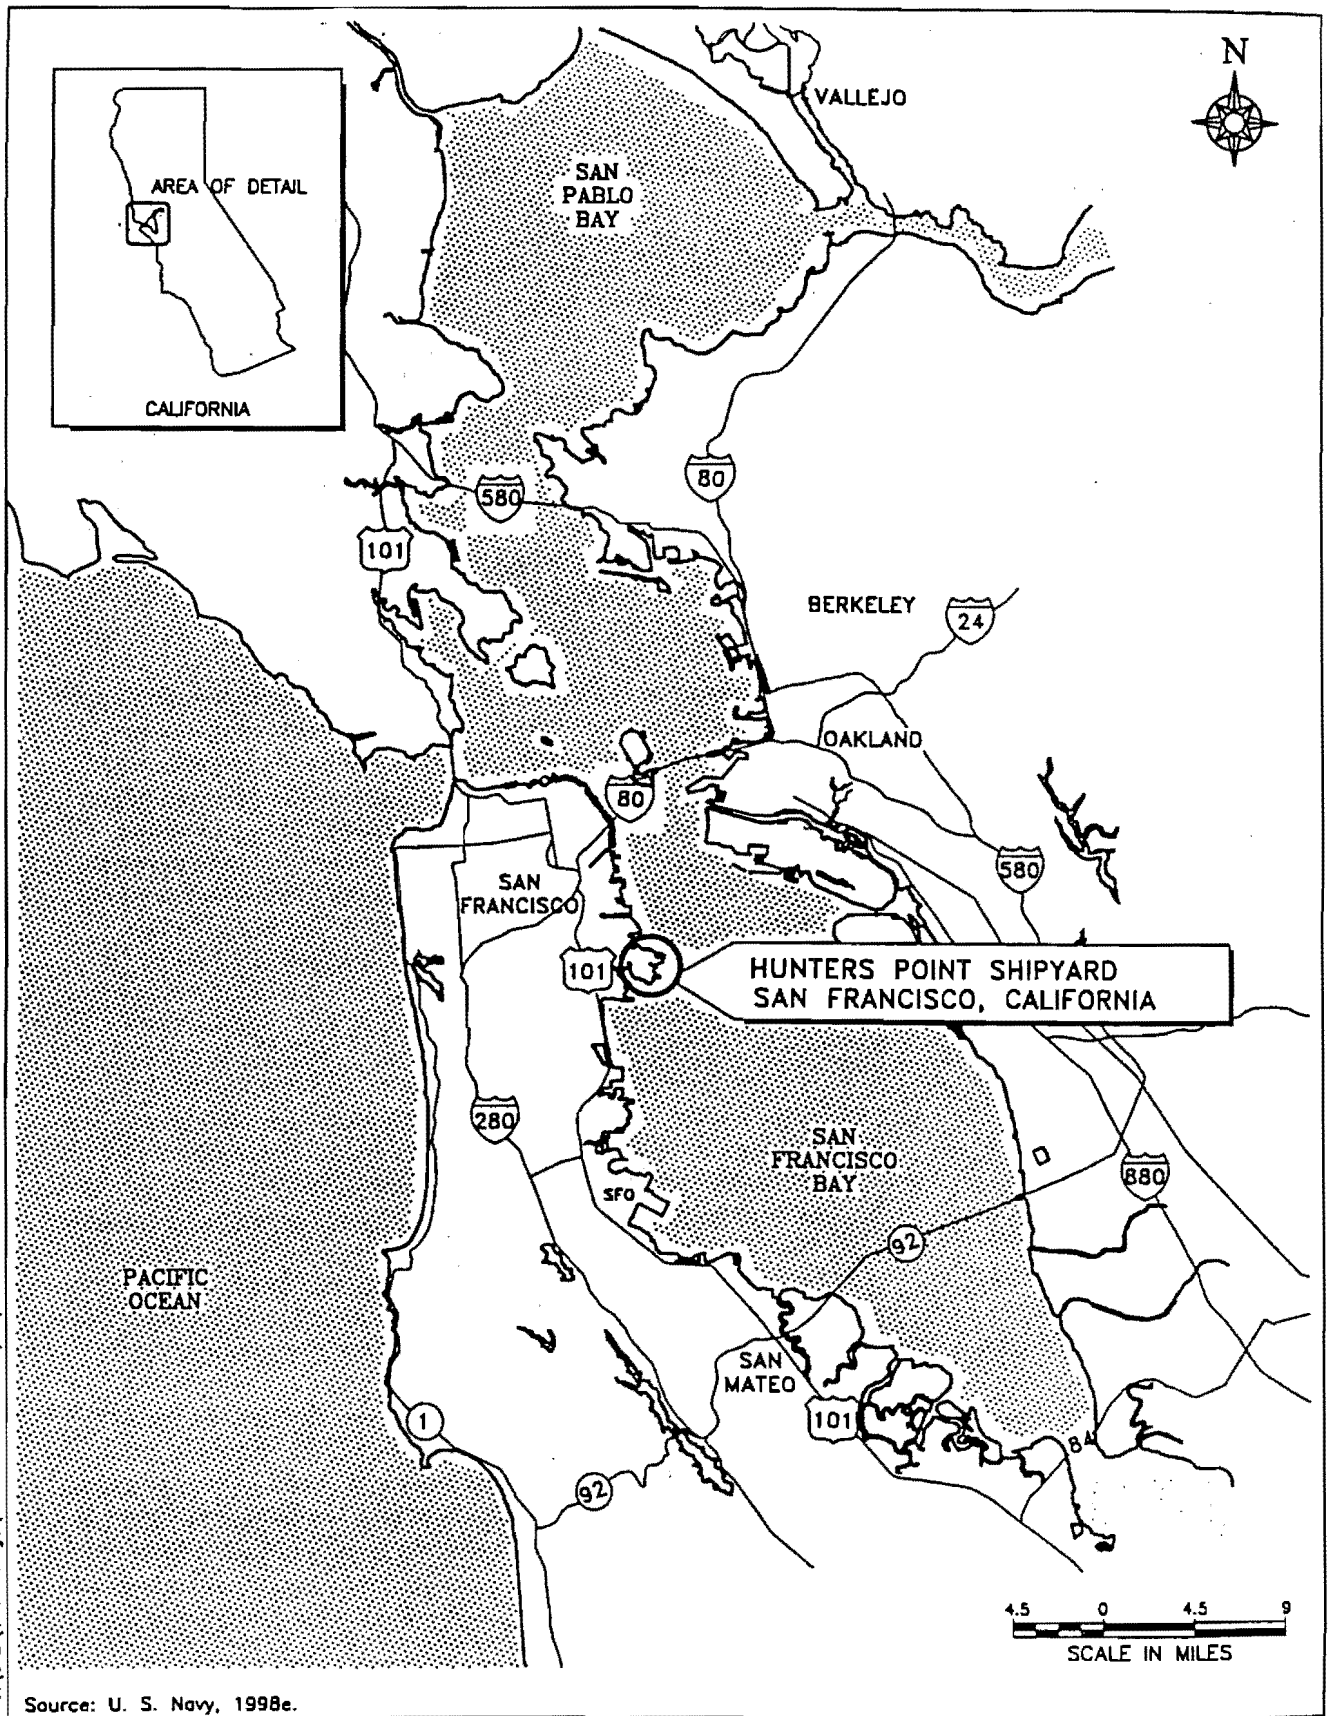 N
VALLEJO
SAN
PABLO
BAY
AREA OF DETAIL
CALIFORNIA
80
580
101
BERKELEY
24
OAKLAND
80
580
SAN
FRANCISCO
101
HUNTERS POINT SHIPYARD
SAN FRANCISCO, CALIFORNIA
280
SAN
FRANCISCO
BAY
880
SFO
92
PACIFIC
OCEAN
SAN
MATEO
101
1
84
92
4.5 0 4.5 9
SCALE IN MILES
Source: U. S. Navy, 1998e.